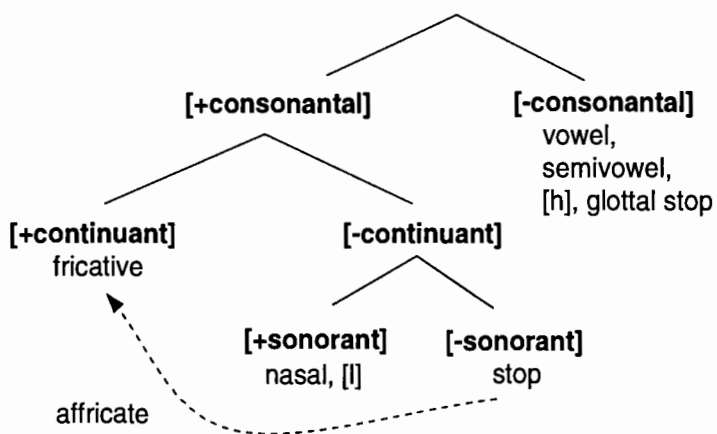 [+consonantal]
[-consonantal]
vowel,
semivowel,
[h], glottal stop
[+continuant]
fricative
[-continuant]
[+sonorant]
nasal, [l]
[-sonorant]
stop
affricate